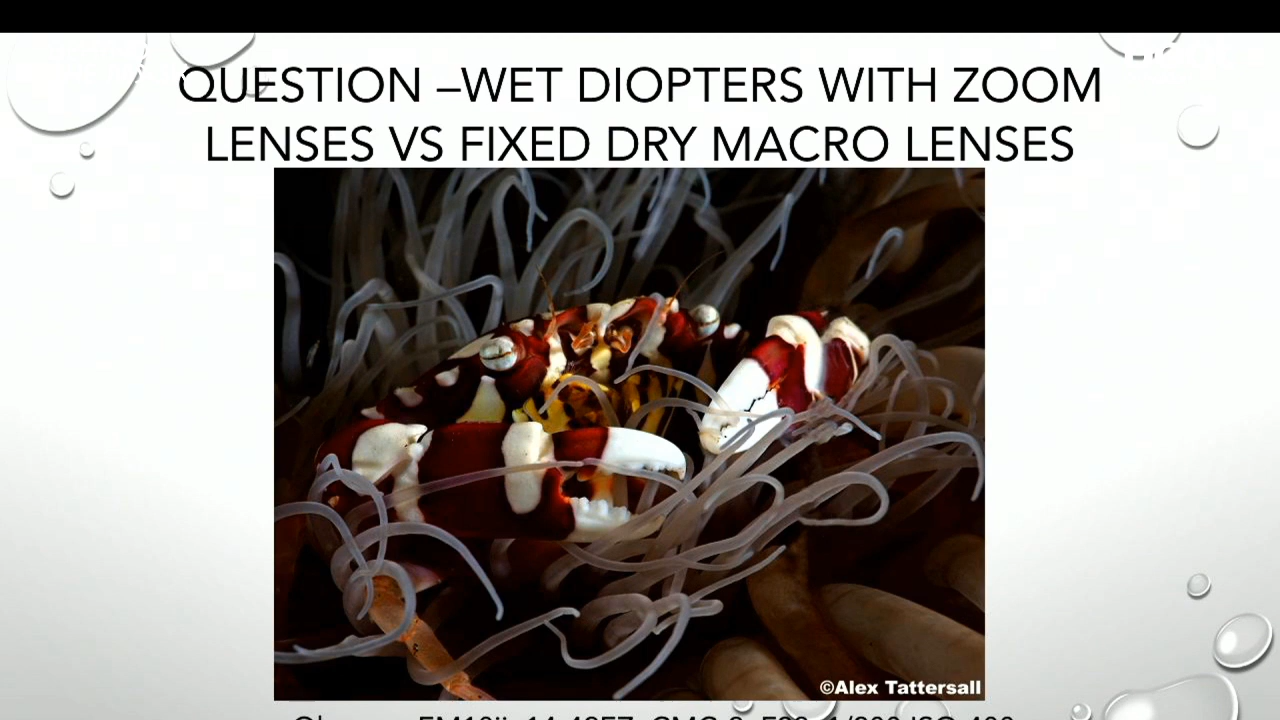 QUESTION –WET DIOPTERS WITH ZOOM
LENSES VS FIXED DRY MACRO LENSES
©Alex Tattersall